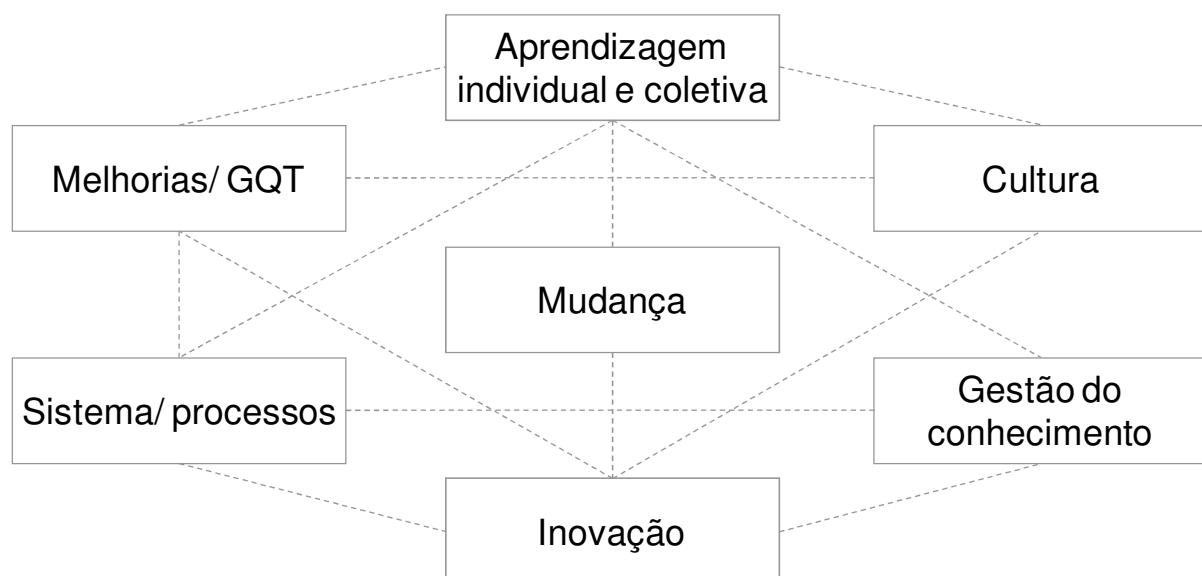 Aprendizagem
individual e coletiva
Melhorias/ GQT
Cultura
Mudança
Sistema/ processos
Gestão do
conhecimento
Inovação